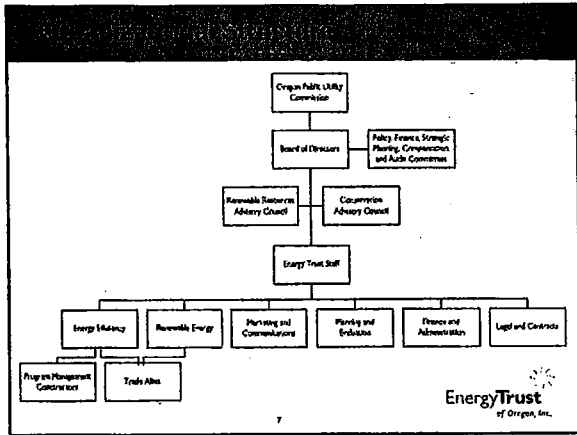 Oregon Public Utility
Commission
Board of Directors
Policy, Finance, Strategic
Planning, Compensation
and Audit Committees
Renewable Resources
Advisory Council
Conservation
Advisory Council
Energy Trust Staff
Energy Efficiency
Renewable Energy
Marketing and
Communications
Planning and
Evaluation
Finance and
Administration
Legal and Contracts
Program Management
Contractors
Trade Allies
EnergyTrust
of Oregon, Inc.
7